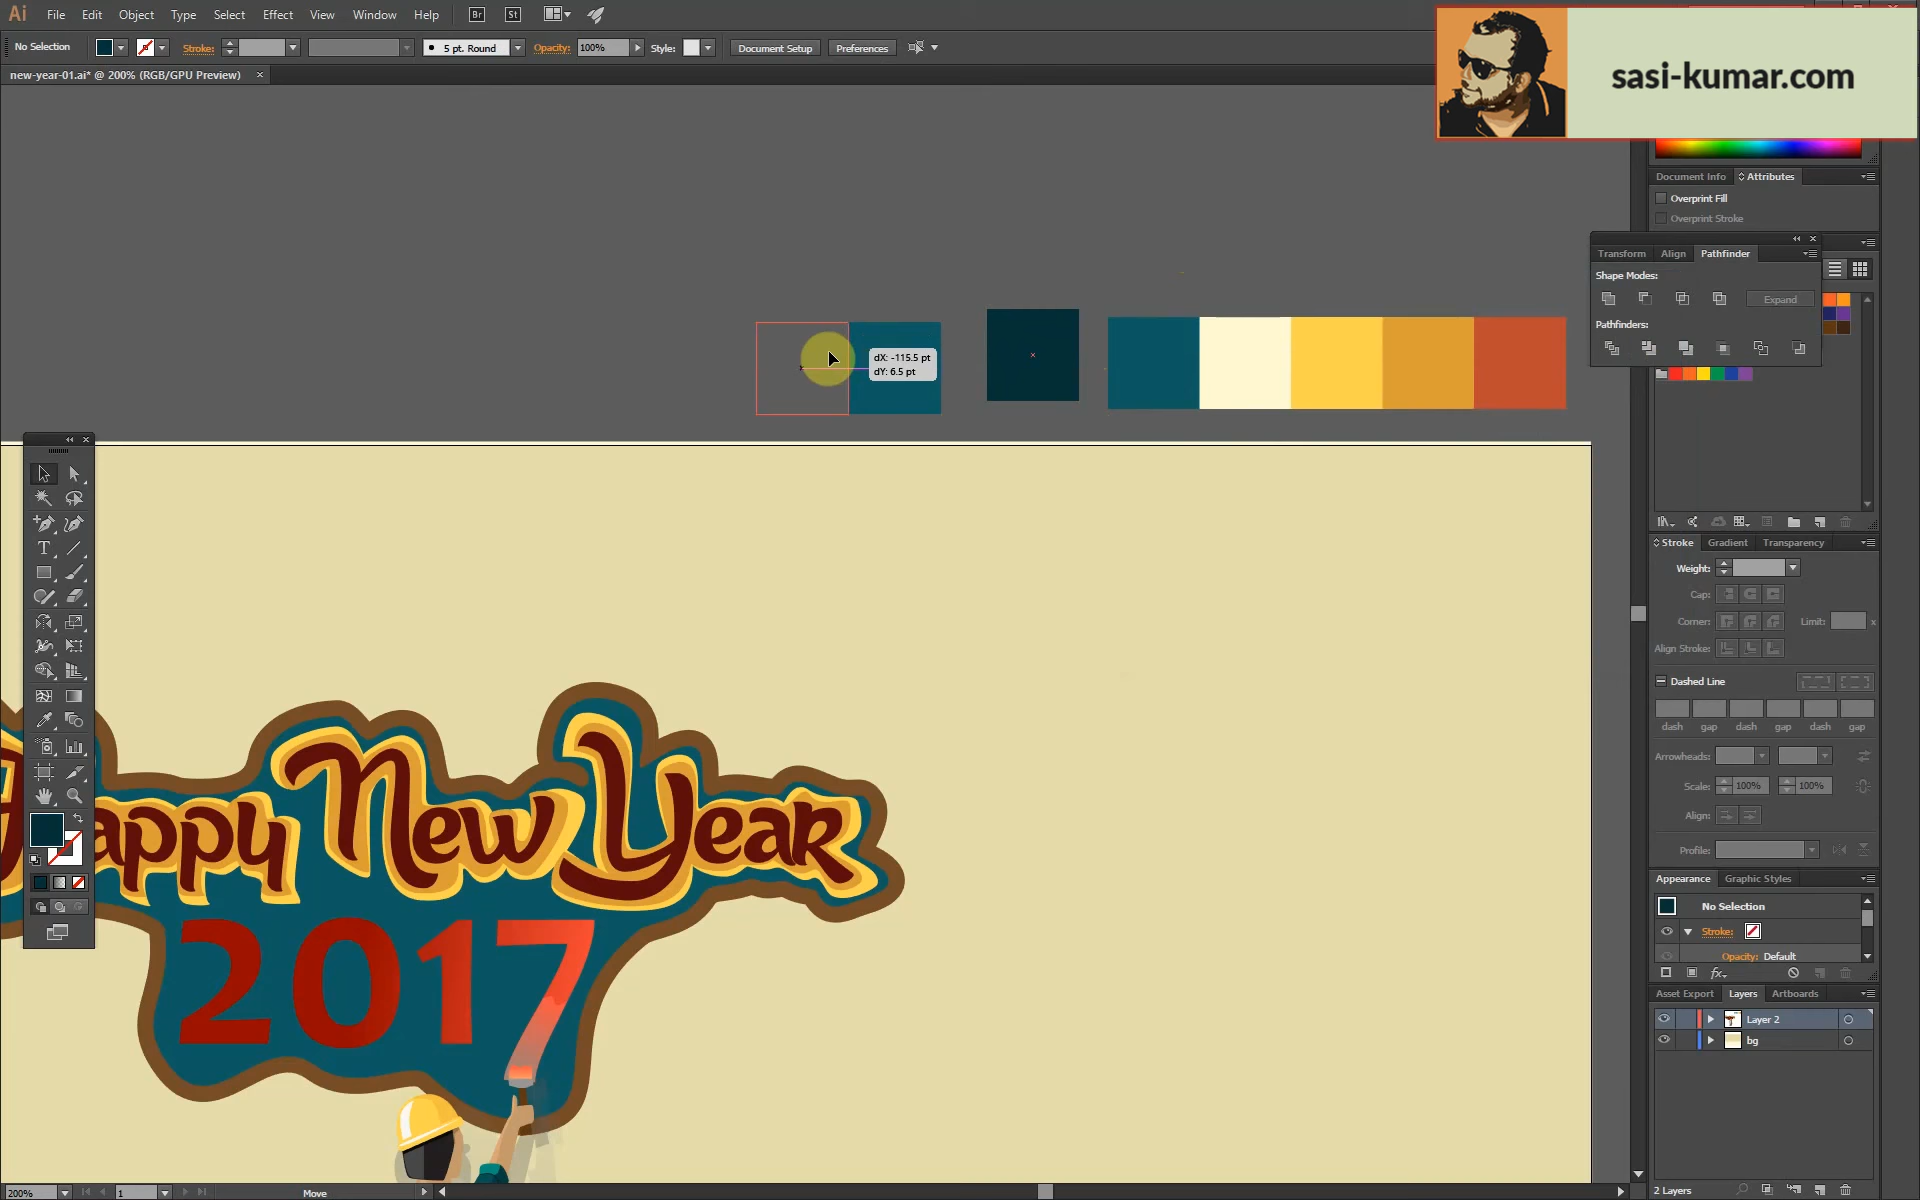 Ai File Edit Object Type Select Effect View Window Help Br St
No Selection Stroke: 5 pt. Round Opacity: 100% Style: Document Setup Preferences
sasi-kumar.com
new-year-01.ai* @ 200% (RGB/GPU Preview) ×
Document Info Attributes
Overprint Fill
Overprint Stroke
Transform Align Pathfinder
Shape Modes:
Expand
Pathfinders:
dX: -115.5 pt
dY: 6.5 pt
Stroke Gradient Transparency
Weight:
Cap:
Corner: Limit: x
Align Stroke:
Dashed Line
dash gap dash gap dash gap
Arrowheads:
Scale: 100% 100%
Align:
Profile:
Happy New Year
2017
Appearance Graphic Styles
No Selection
Stroke:
Opacity: Default
fx
Asset Export Layers Artboards
Layer 2
bg
2 Layers
200% 1 Move